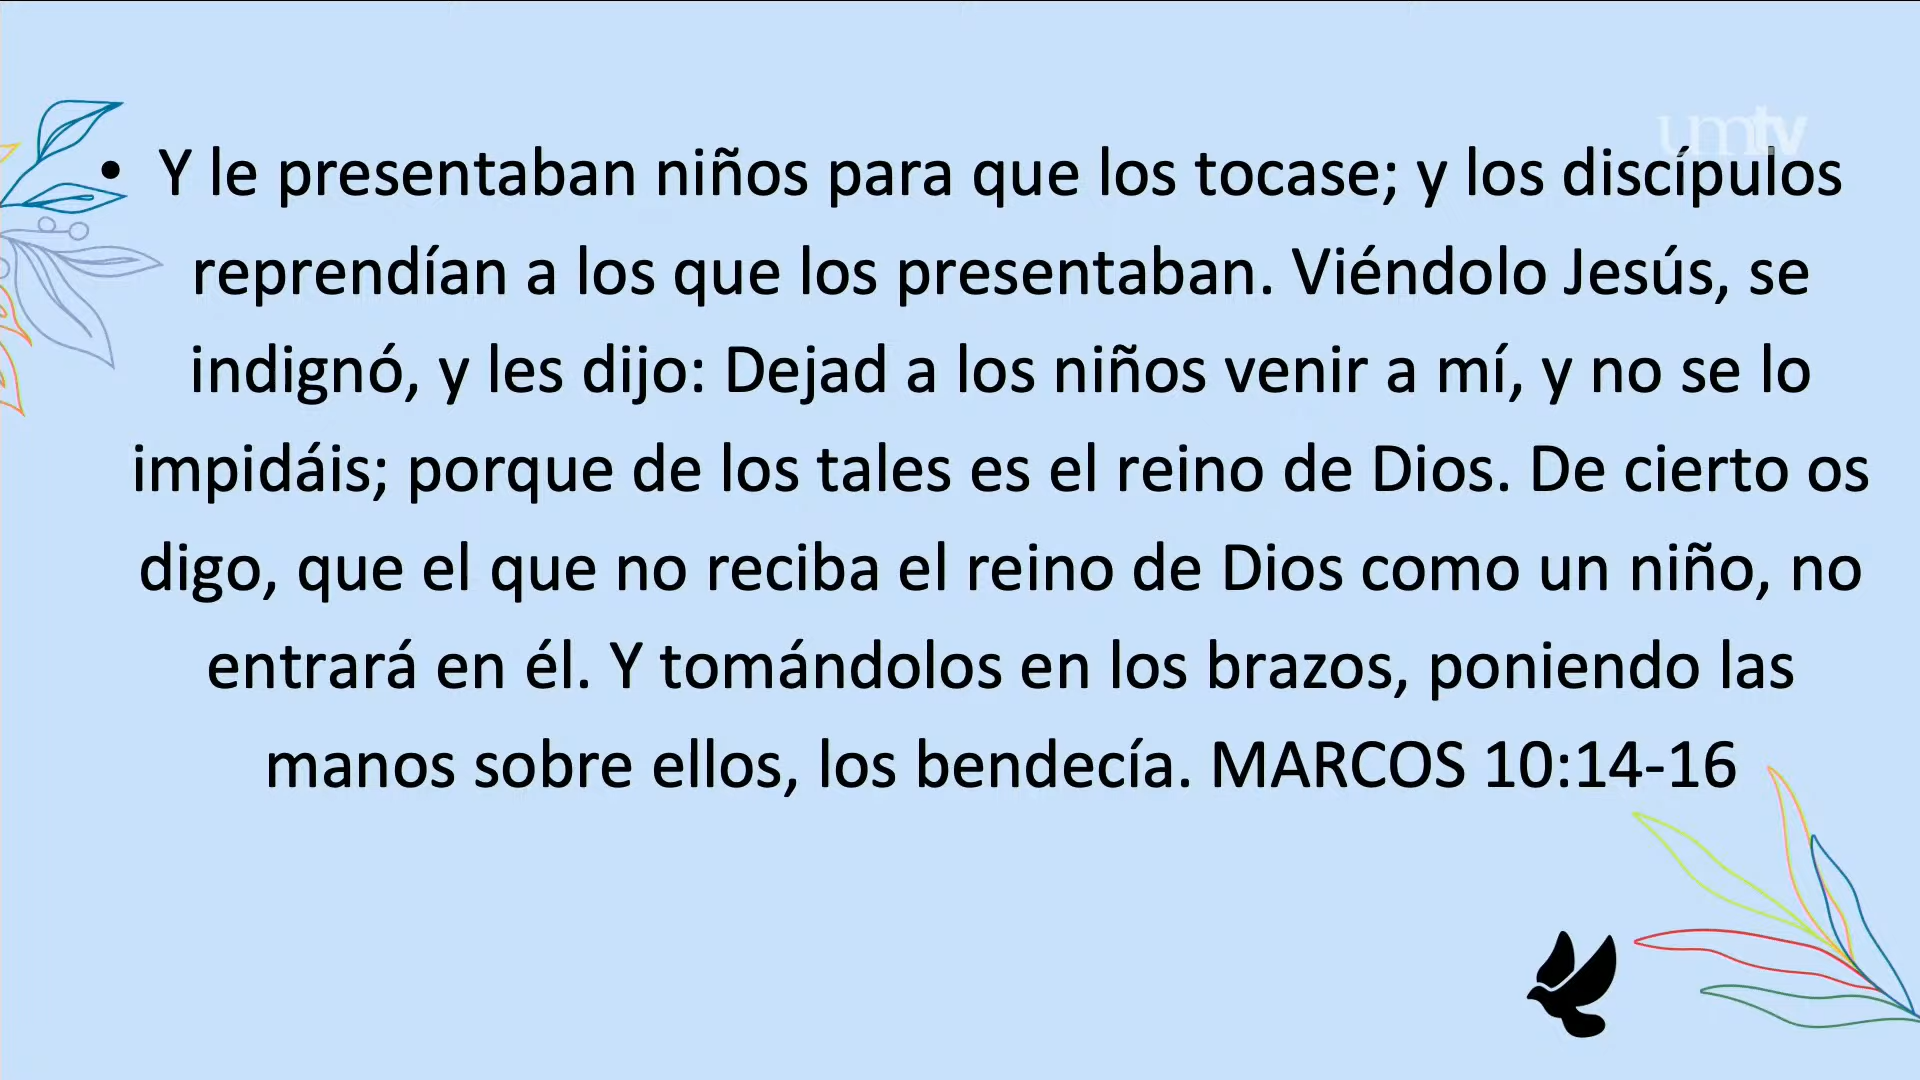 umtv
• Y le presentaban niños para que los tocase; y los discípulos
reprendían a los que los presentaban. Viéndolo Jesús, se
indignó, y les dijo: Dejad a los niños venir a mí, y no se lo
impidáis; porque de los tales es el reino de Dios. De cierto os
digo, que el que no reciba el reino de Dios como un niño, no
entrará en él. Y tomándolos en los brazos, poniendo las
manos sobre ellos, los bendecía. MARCOS 10:14-16